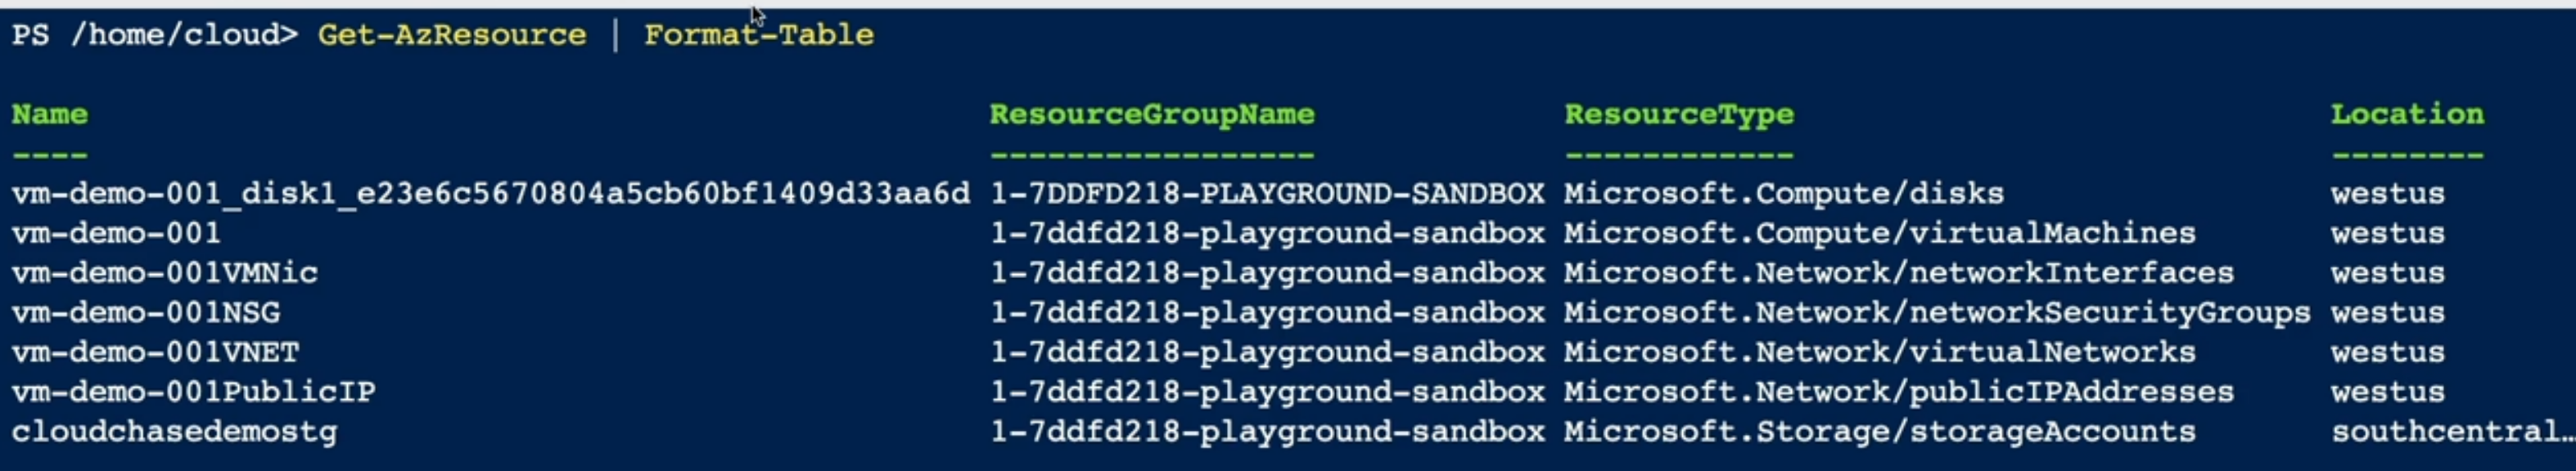 PS /home/cloud> Get-AzResource | Format-Table
Name ResourceGroupName ResourceType Location
---- ----------------- ------------ --------
vm-demo-001_disk1_e23e6c5670804a5cb60bf1409d33aa6d 1-7DDFD218-PLAYGROUND-SANDBOX Microsoft.Compute/disks westus
vm-demo-001 1-7ddfd218-playground-sandbox Microsoft.Compute/virtualMachines westus
vm-demo-001VMNic 1-7ddfd218-playground-sandbox Microsoft.Network/networkInterfaces westus
vm-demo-001NSG 1-7ddfd218-playground-sandbox Microsoft.Network/networkSecurityGroups westus
vm-demo-001VNET 1-7ddfd218-playground-sandbox Microsoft.Network/virtualNetworks westus
vm-demo-001PublicIP 1-7ddfd218-playground-sandbox Microsoft.Network/publicIPAddresses westus
cloudchasedemostg 1-7ddfd218-playground-sandbox Microsoft.Storage/storageAccounts southcentral…